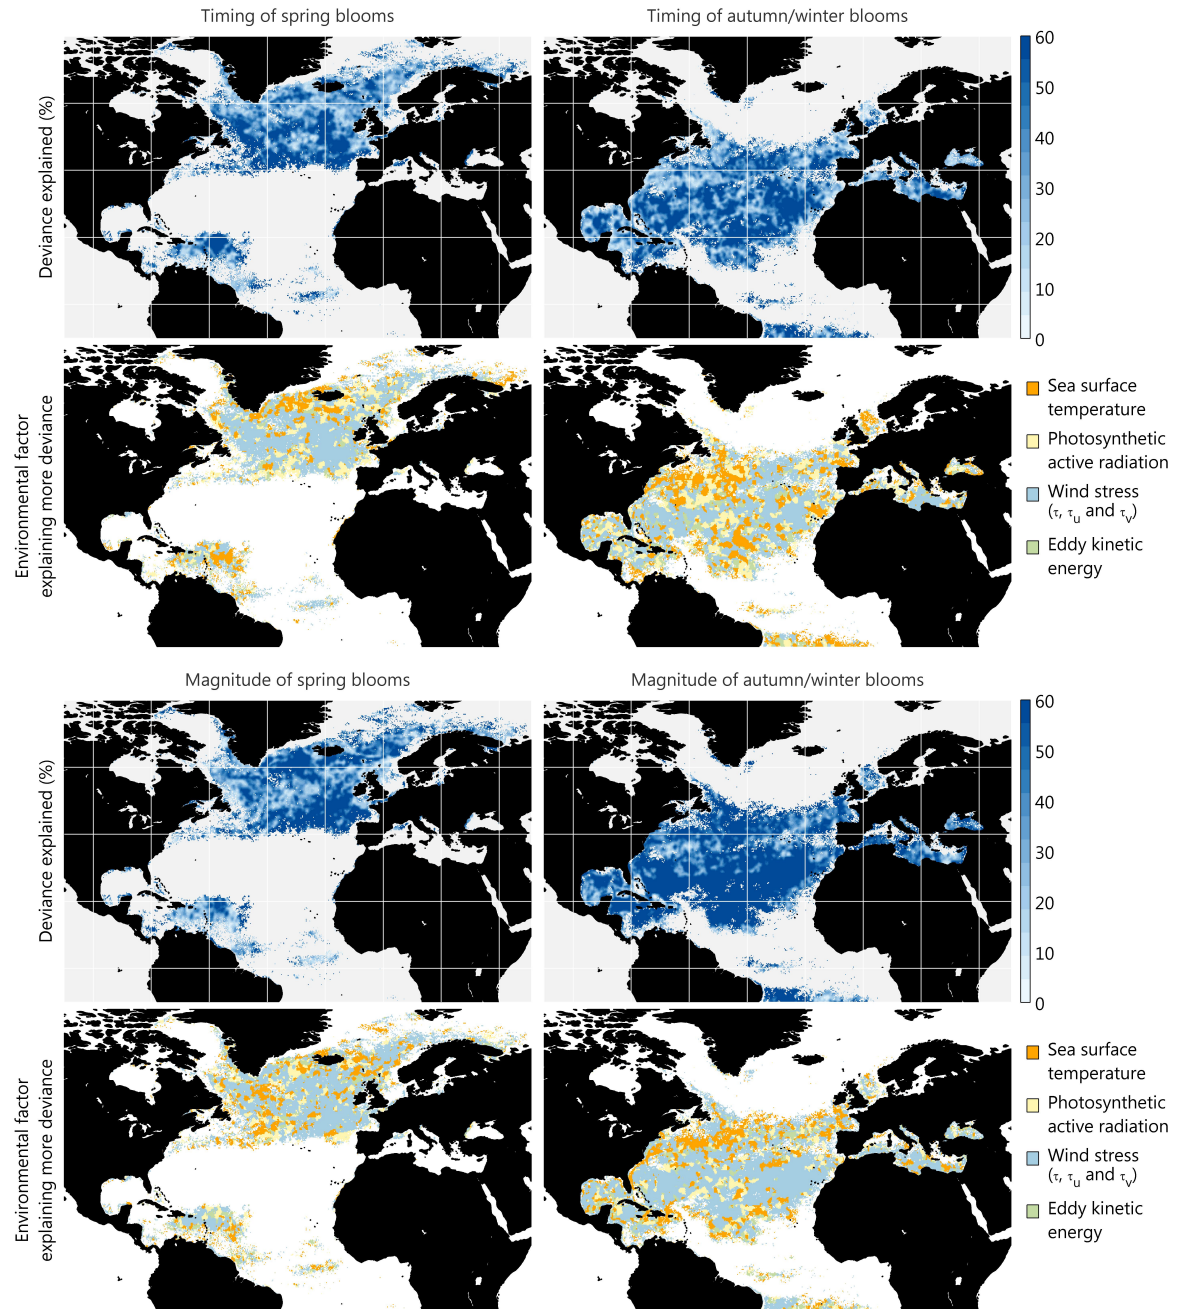 Timing of spring blooms
Timing of autumn/winter blooms
Deviance explained (%)
60
50
40
30
20
10
0
Environmental factor
explaining more deviance
Sea surface
temperature
Photosynthetic
active radiation
Wind stress
(τ, τu and τv)
Eddy kinetic
energy
Magnitude of spring blooms
Magnitude of autumn/winter blooms
Deviance explained (%)
60
50
40
30
20
10
0
Environmental factor
explaining more deviance
Sea surface
temperature
Photosynthetic
active radiation
Wind stress
(τ, τu and τv)
Eddy kinetic
energy